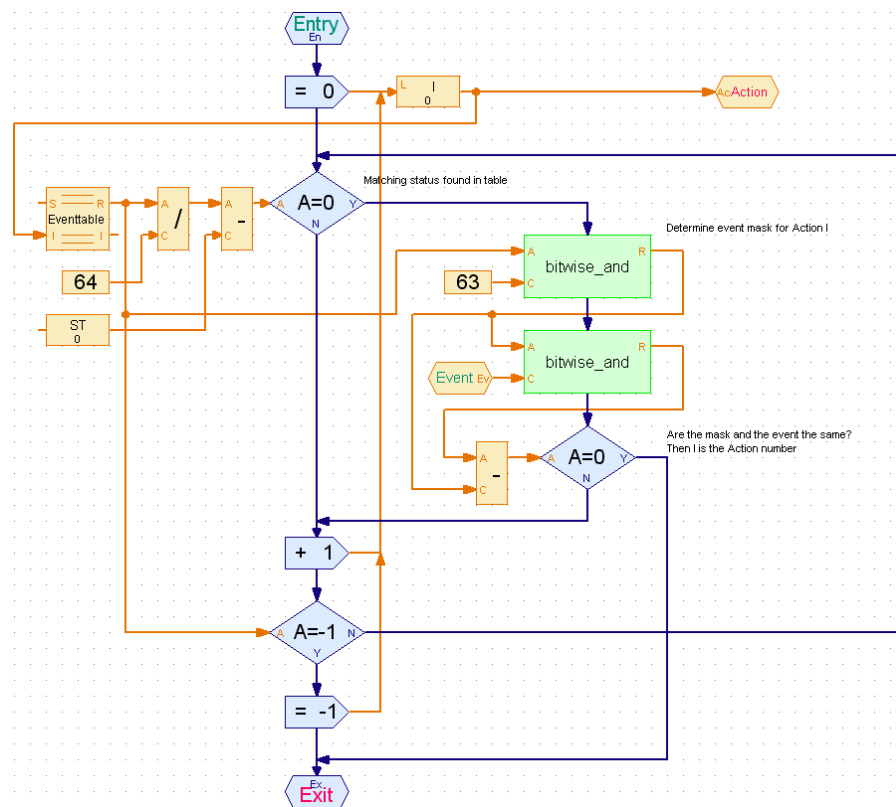 Entry
En
= 0
L I
0
Ac Action
Matching status found in table
S R
Eventtable
I I
A
/
C
A
-
C
A A=0 Y
N
Determine event mask for Action I
A R
bitwise_and
C
64
63
ST
0
A R
bitwise_and
C
Event Ev
Are the mask and the event the same?
Then I is the Action number
A
-
C
A A=0 Y
N
+ 1
A A=-1 N
Y
= -1
Ex
Exit